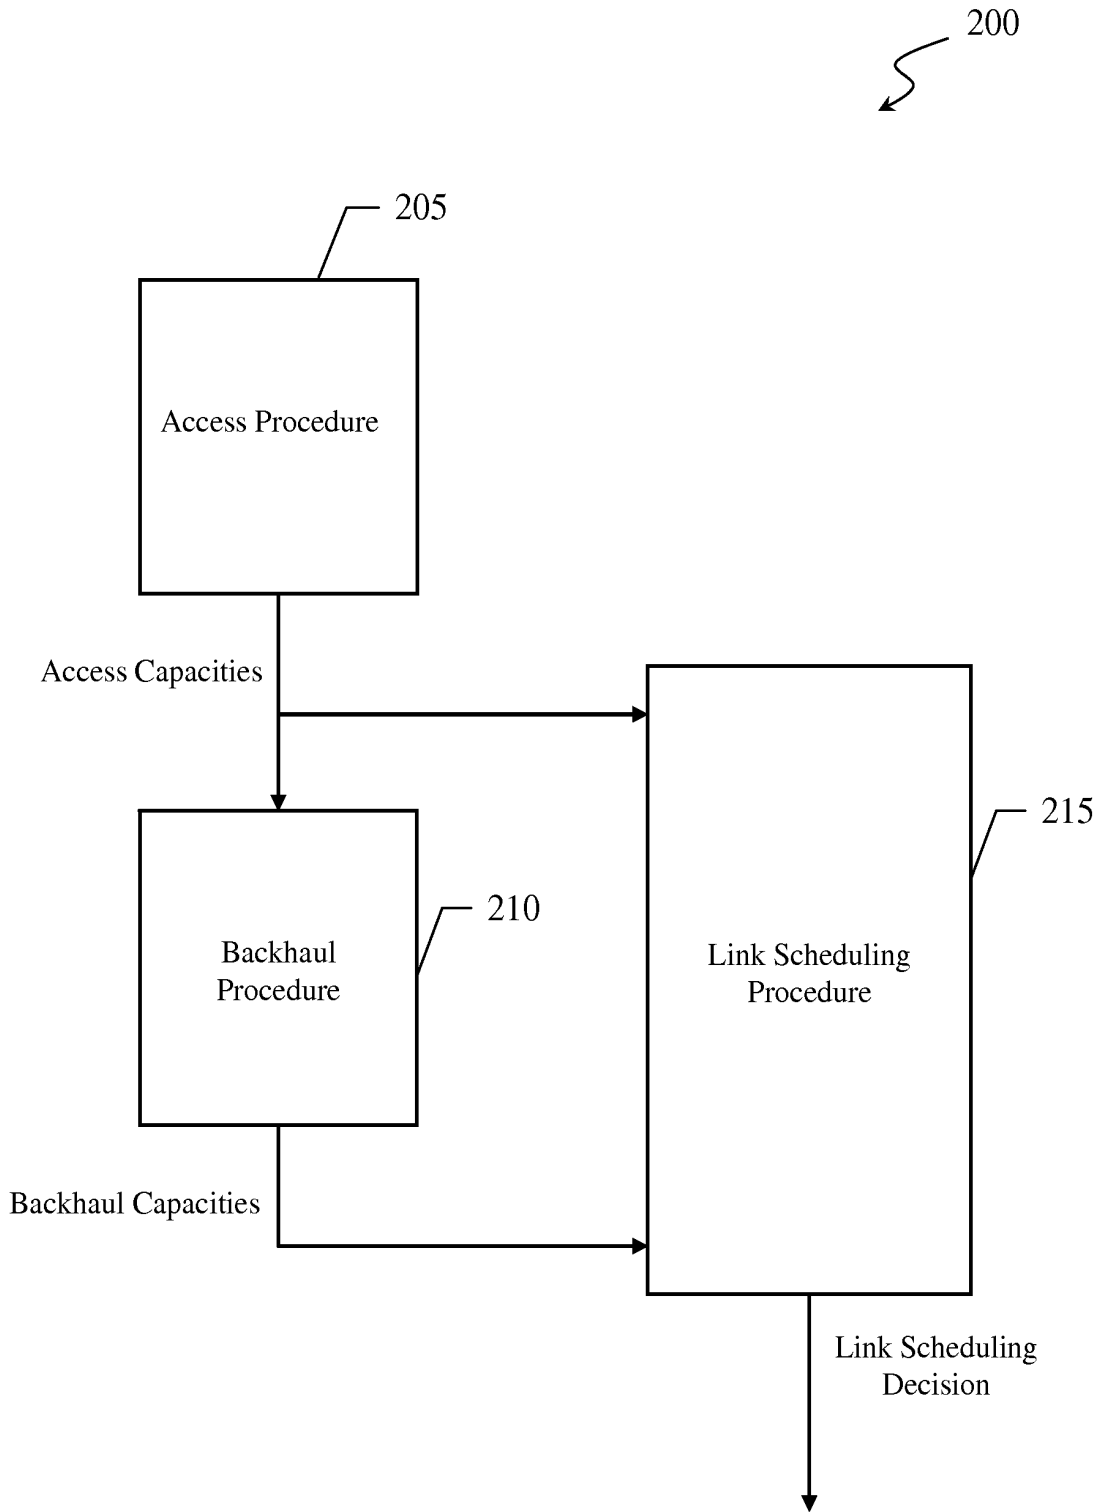 200
205
Access Procedure
Access Capacities
215
210
Backhaul
Procedure
Link Scheduling
Procedure
Backhaul Capacities
Link Scheduling
Decision